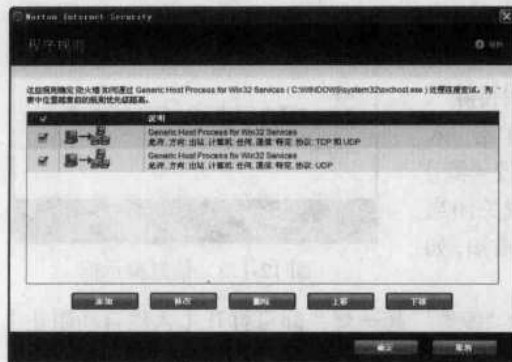 Norton Internet Security
程序规则
帮助
这些规则确定 防火墙 如何通过 Generic Host Process for Win32 Services ( C:\WINDOWS\system32\svchost.exe ) 处理连接尝试。列
表中位置越靠前的规则优先级越高。
说明
Generic Host Process for Win32 Services
允许, 方向: 出站, 计算机: 任何, 通信: 特定, 协议: TCP 和 UDP
Generic Host Process for Win32 Services
允许, 方向: 出站, 计算机: 任何, 通信: 特定, 协议: UDP
添加 修改 删除 上移 下移
确定 取消